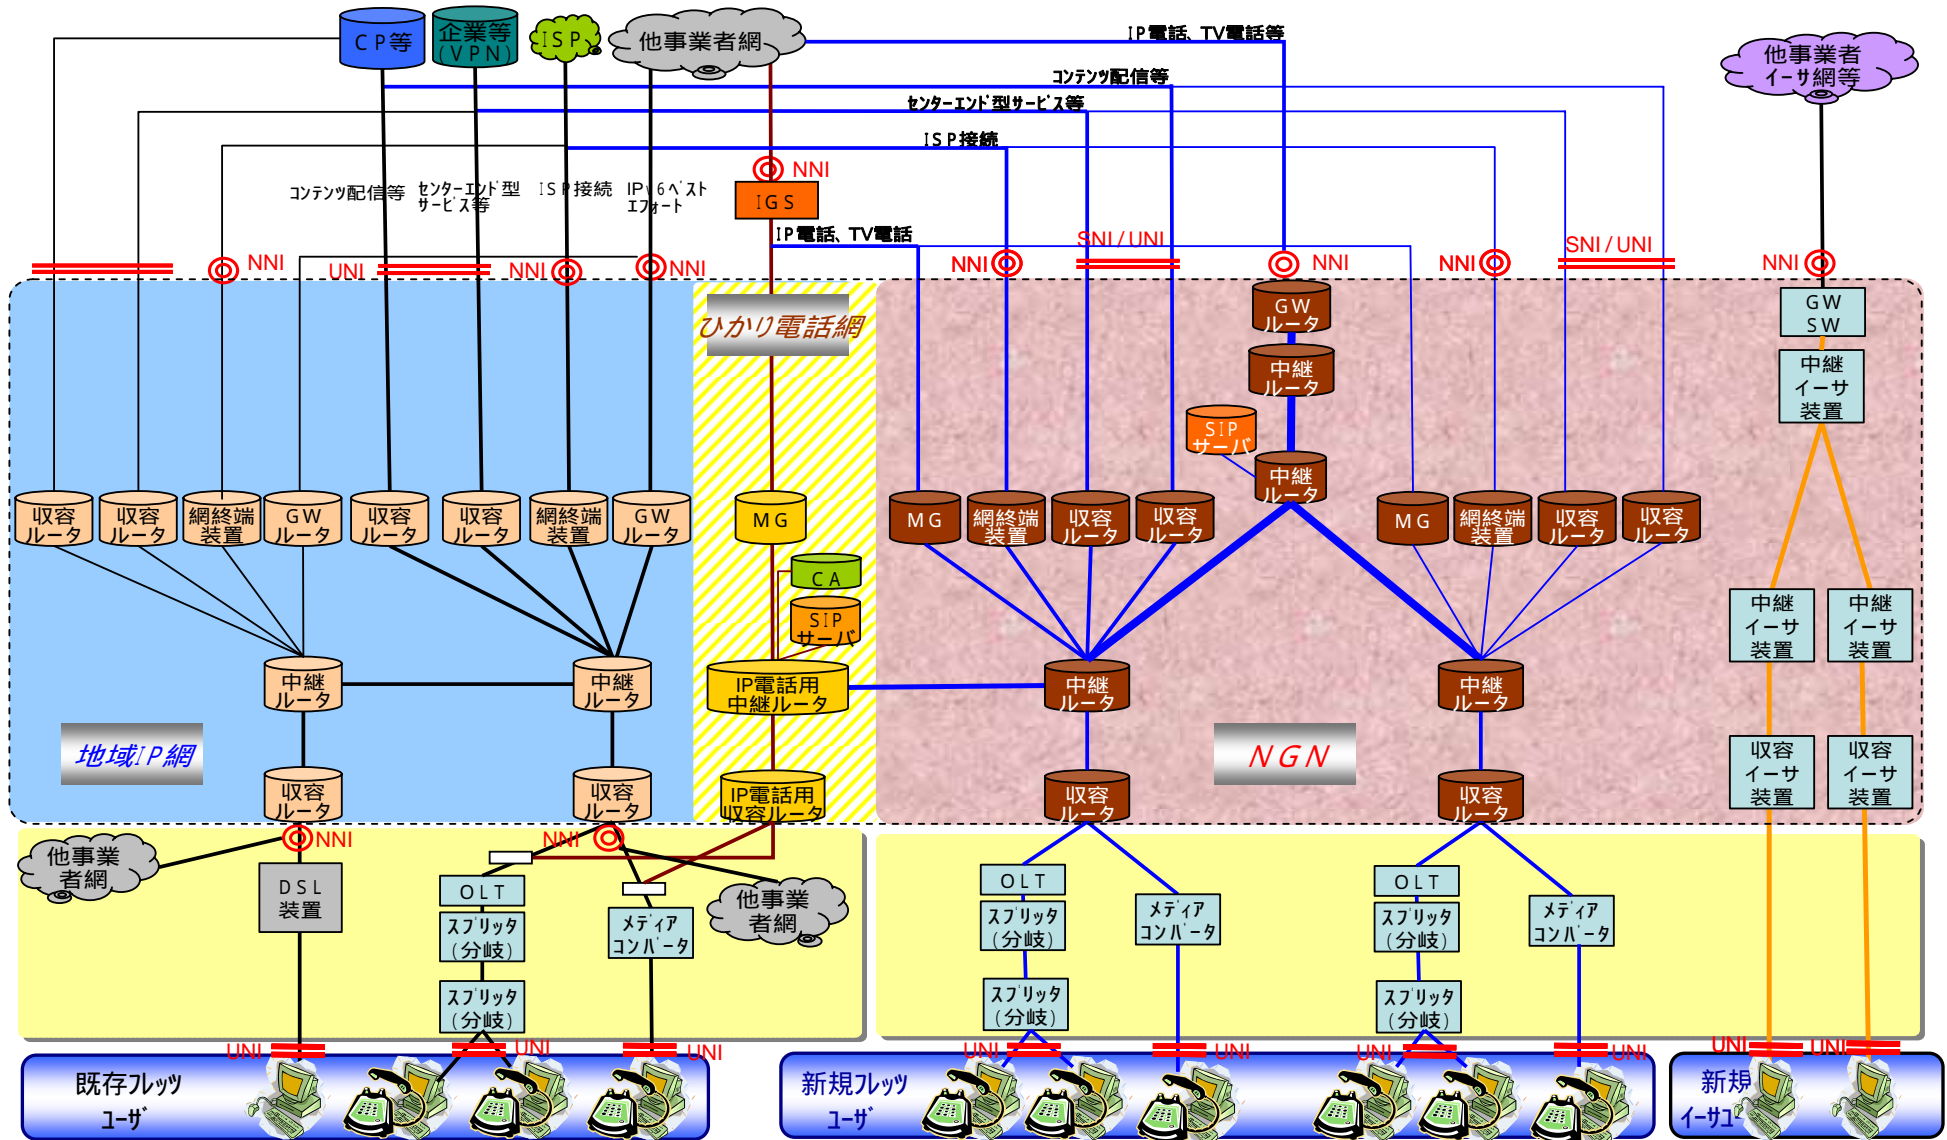 CP等
企業等
(VPN)
ISP
他事業者網
IP電話、TV電話等
コンテンツ配信等
センターエンド型サービス等
ISP接続
他事業者
イーサ網等
コンテンツ配信等
センターエンド型
サービス等
ISP接続
IPv6ベスト
エフォート
NNI
IGS
IP電話、TV電話
NNI
UNI
NNI
NNI
NNI
SNI/UNI
NNI
NNI
SNI/UNI
NNI
ひかり電話網
GW
ルータ
中継
ルータ
SIP
サーバ
中継
ルータ
GW
SW
中継
イーサ
装置
収容
ルータ
収容
ルータ
網終端
装置
GW
ルータ
収容
ルータ
収容
ルータ
網終端
装置
GW
ルータ
MG
MG
網終端
装置
収容
ルータ
収容
ルータ
MG
網終端
装置
収容
ルータ
収容
ルータ
CA
SIP
サーバ
中継
イーサ
装置
中継
イーサ
装置
中継
ルータ
中継
ルータ
IP電話用
中継ルータ
中継
ルータ
中継
ルータ
地域IP網
NGN
収容
ルータ
収容
ルータ
IP電話用
収容ルータ
収容
ルータ
収容
ルータ
収容
イーサ
装置
収容
イーサ
装置
NNI
NNI
他事業
者網
DSL
装置
OLT
スプリッタ
(分岐)
スプリッタ
(分岐)
メディア
コンバータ
他事業
者網
OLT
スプリッタ
(分岐)
スプリッタ
(分岐)
メディア
コンバータ
OLT
スプリッタ
(分岐)
スプリッタ
(分岐)
メディア
コンバータ
UNI
UNI
UNI
UNI
UNI
UNI
UNI
UNI
UNI
既存フレッツ
ユーザ
新規フレッツ
ユーザ
新規
イーサユー